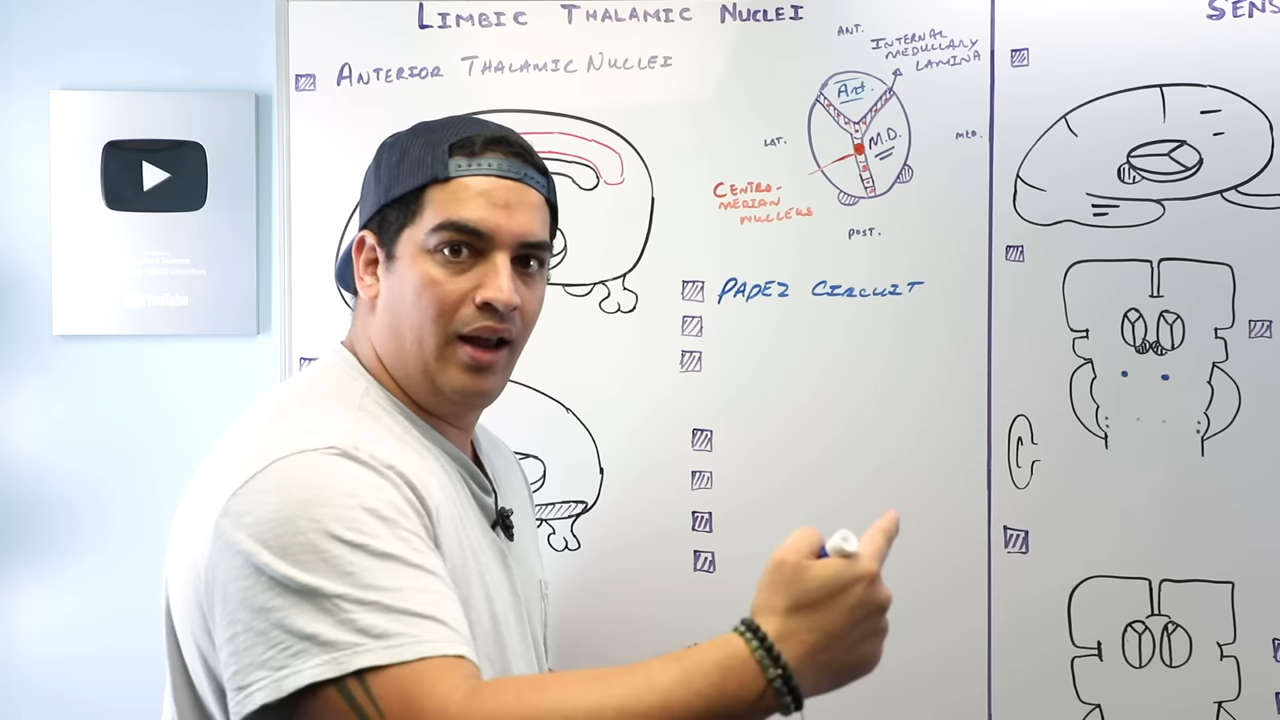 LIMBIC THALAMIC NUCLEI
SENS
ANTERIOR THALAMIC NUCLEI
ANT.
INTERNAL
MEDULLARY
LAMINA
Ant.
LAT.
M.D.
MED.
CENTRO-
MEDIAN
NUCLEUS
POST.
PAPEZ CIRCUIT
YouTube